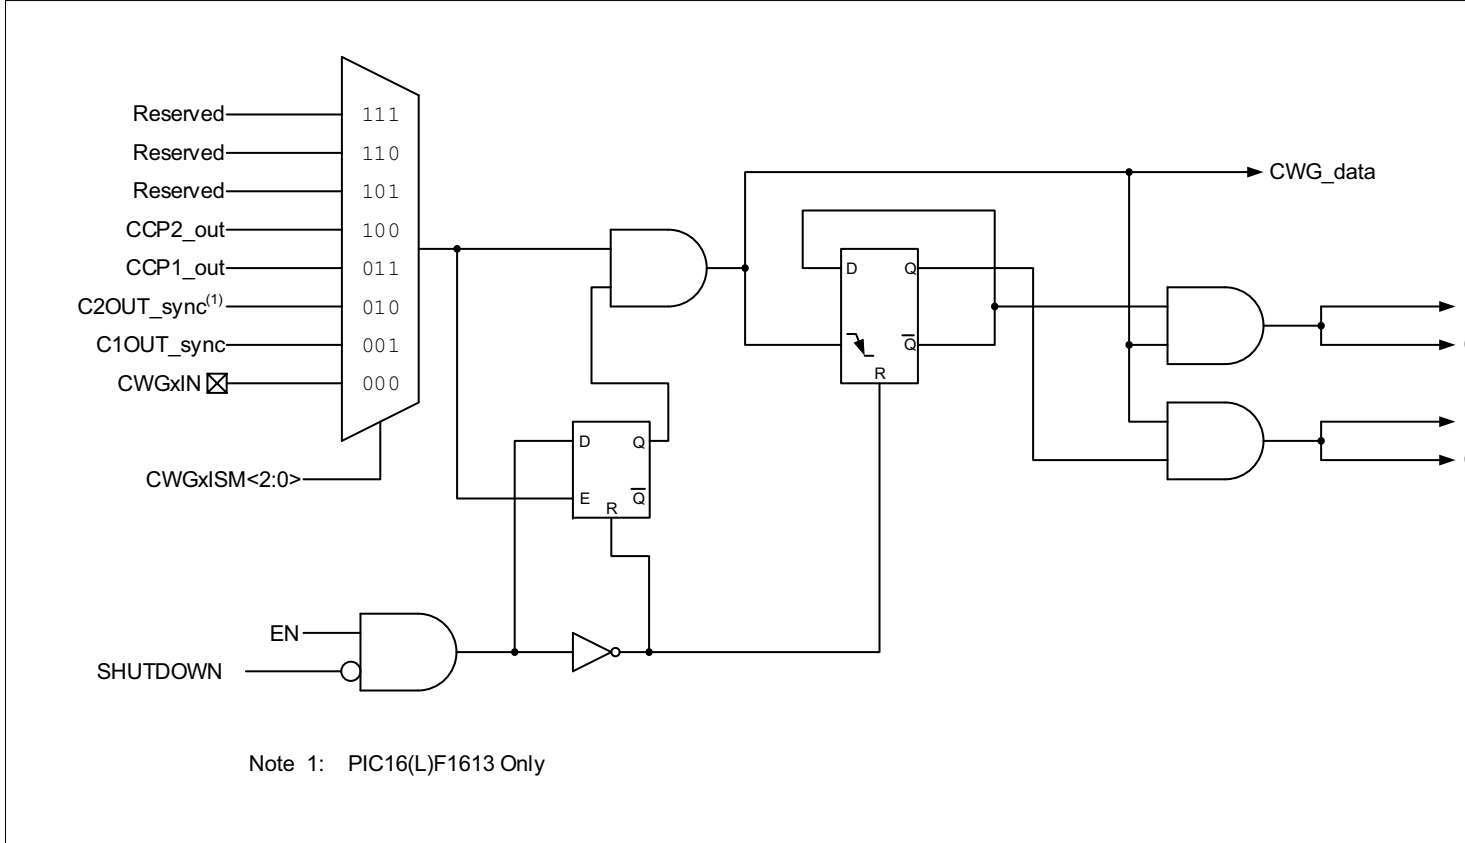 Reserved 111
Reserved 110
Reserved 101
CCP2_out 100
CCP1_out 011
C2OUT_sync(1) 010
C1OUT_sync 001
CWGxIN 000
CWGxISM<2:0>
CWG_data
D Q
Q
R
D Q
E Q
R
EN
SHUTDOWN
Note 1: PIC16(L)F1613 Only